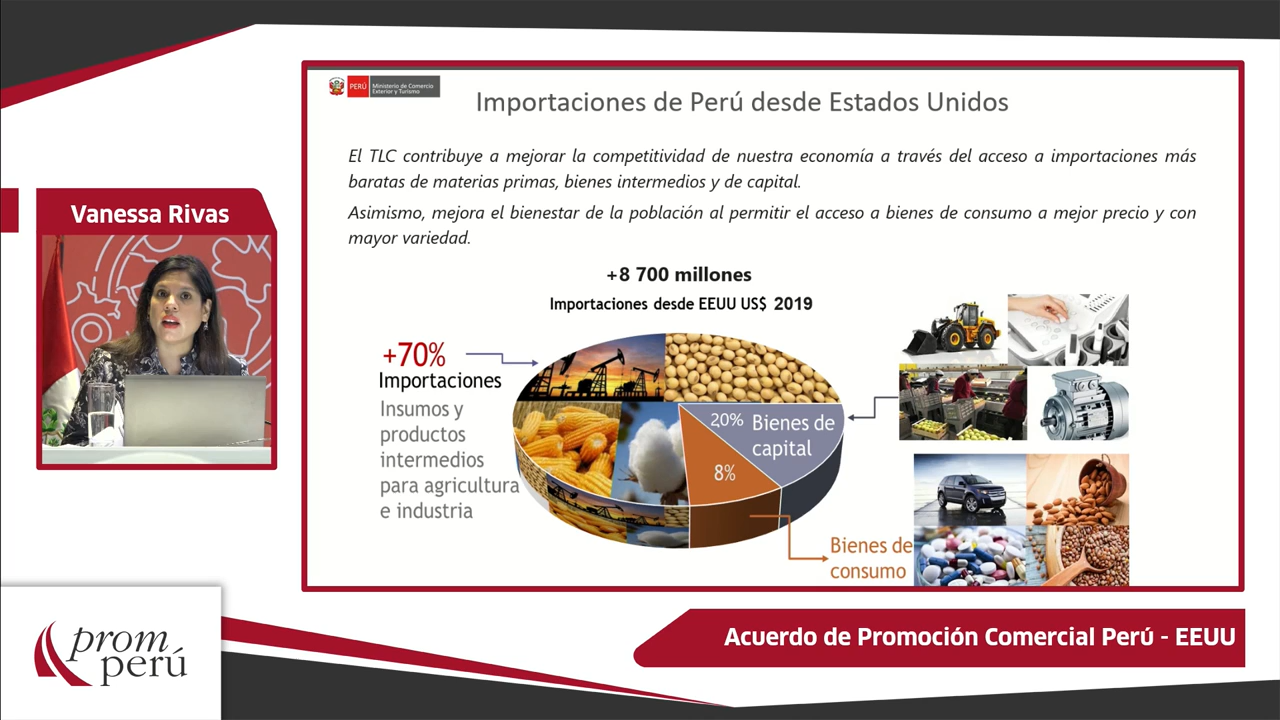 PERÚ
Ministerio de Comercio
Exterior y Turismo
Importaciones de Perú desde Estados Unidos
El TLC contribuye a mejorar la competitividad de nuestra economía a través del acceso a importaciones más
baratas de materias primas, bienes intermedios y de capital.
Asimismo, mejora el bienestar de la población al permitir el acceso a bienes de consumo a mejor precio y con
mayor variedad.
Vanessa Rivas
+8 700 millones
Importaciones desde EEUU US$ 2019
+70%
Importaciones
Insumos y
productos
intermedios
para agricultura
e industria
20%
Bienes de
capital
8%
Bienes de
consumo
prom
perú
Acuerdo de Promoción Comercial Perú - EEUU